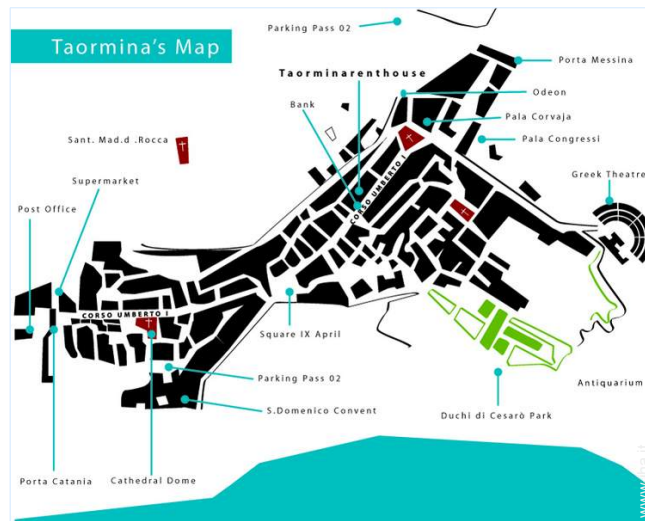 Parking Pass 02
Taormina's Map
Porta Messina
Taorminarenthouse
Odeon
Bank
Pala Corvaja
Sant. Mad.d .Rocca
Pala Congressi
Supermarket
Greek Theatre
Post Office
CORSO UMBERTO I
CORSO UMBERTO I
Square IX April
Parking Pass 02
Antiquarium
S.Domenico Convent
Duchi di Cesarò Park
Porta Catania
Cathedral Dome